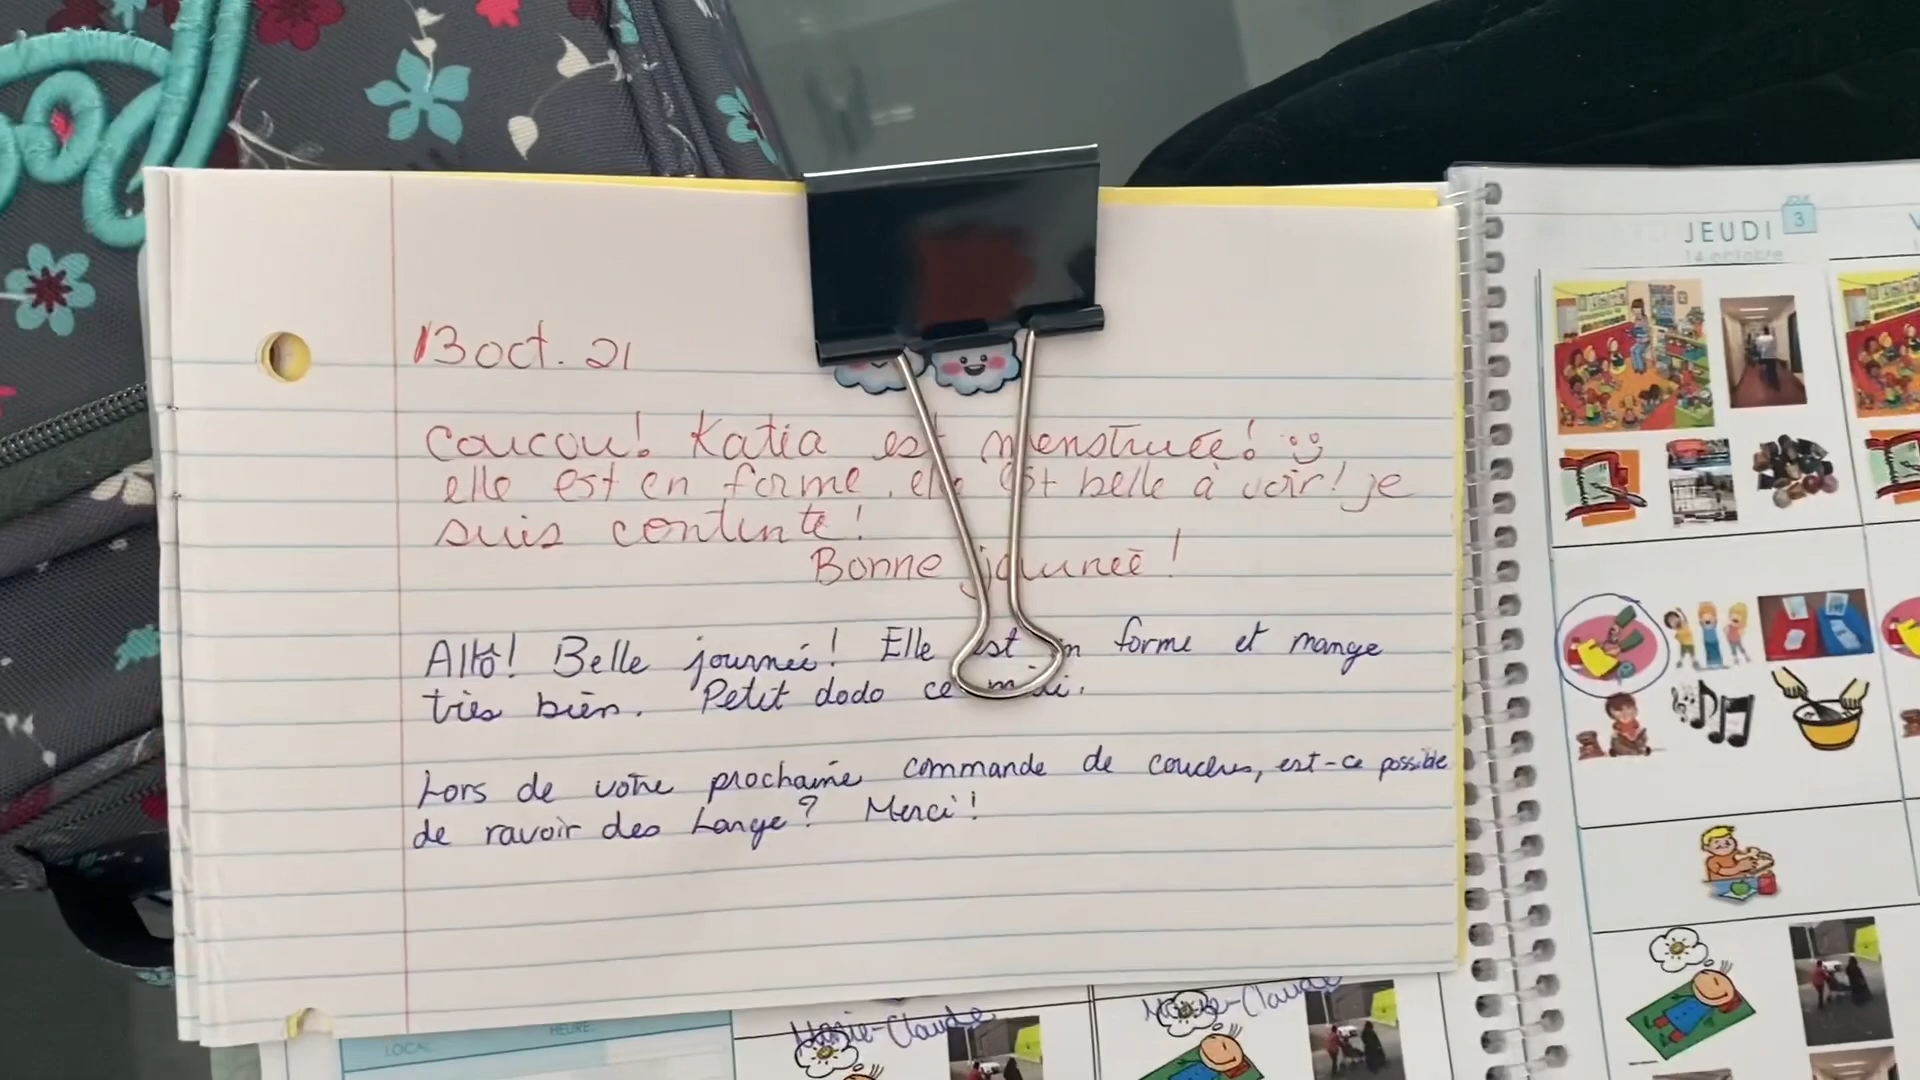 13 oct. 21
Coucou! Katia est menstruée! :)
elle est en forme. elle est belle à voir! je
suis contente!
Bonne journée!
Allô! Belle journée! Elle est en forme et mange
très bien. Petit dodo ce midi.
Lors de votre prochaine commande de couches, est-ce possible
de ravoir des Lange? Merci!
JEUDI
JOUR
3
14 octobre
HEURE:
LOCAL:
Marie-Claude
Marie-Claude